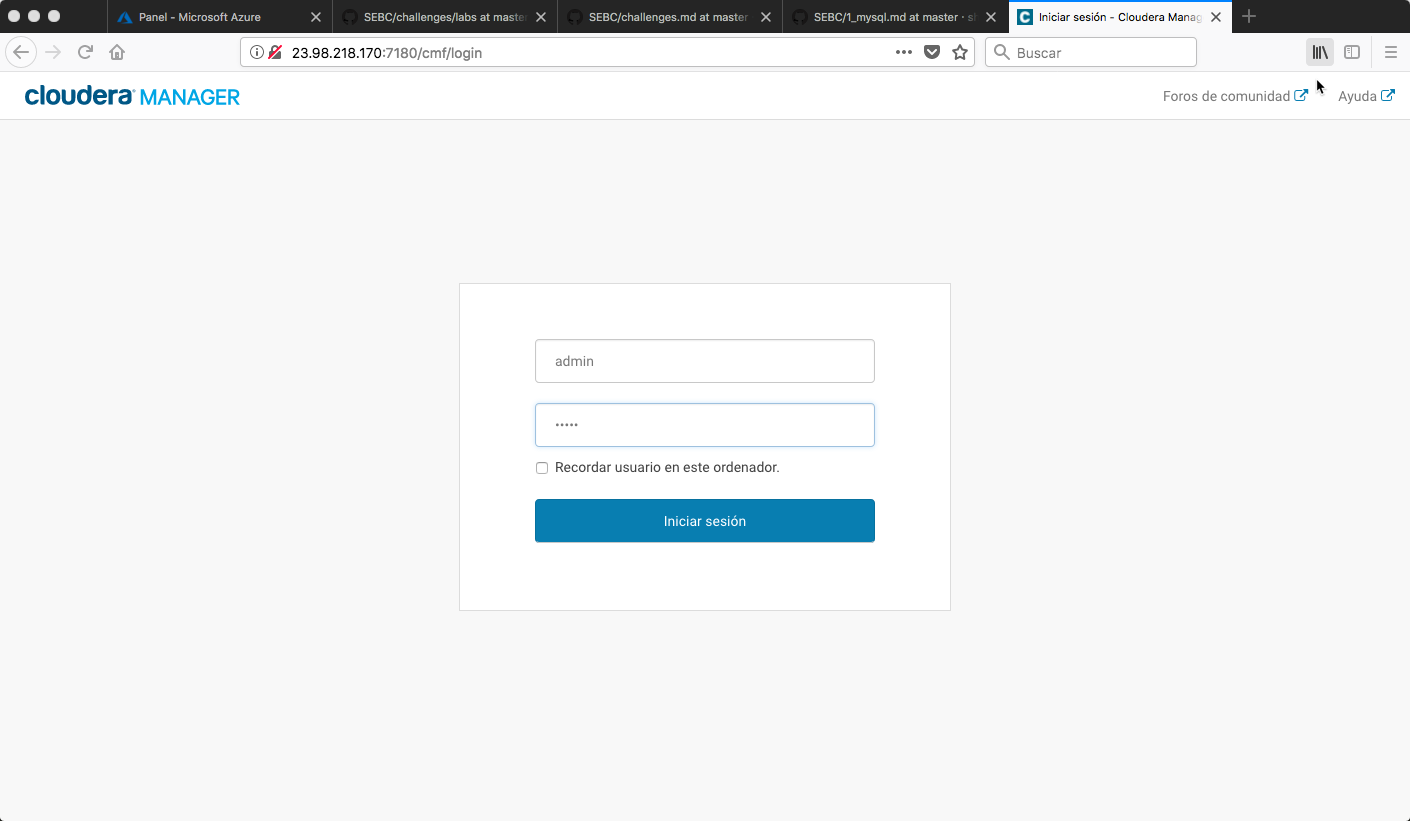 Panel - Microsoft Azure
SEBC/challenges/labs at master
SEBC/challenges.md at master
SEBC/1_mysql.md at master · sh
Iniciar sesión - Cloudera Manag
23.98.218.170:7180/cmf/login
Buscar
cloudera MANAGER
Foros de comunidad
Ayuda
admin
•••••
Recordar usuario en este ordenador.
Iniciar sesión